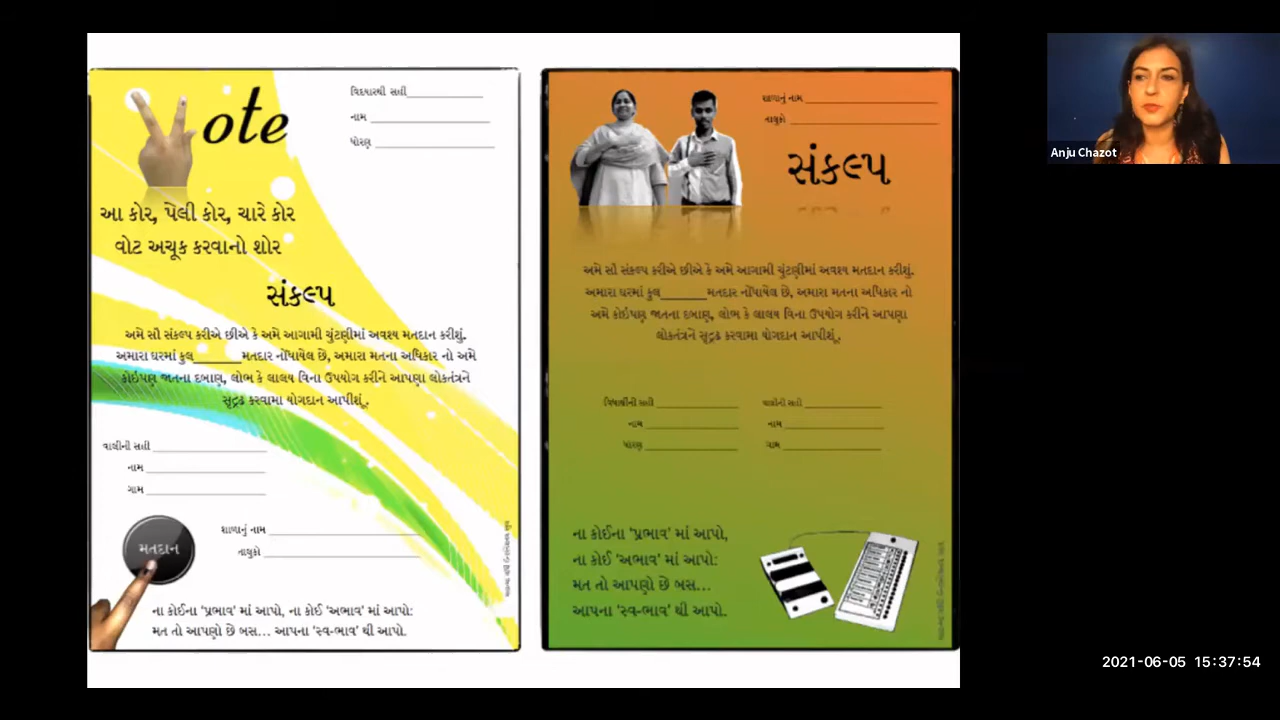 Vote
વિદ્યાર્થી સહી
નામ
ધોરણ
આ કોર, પેલી કોર, ચારે કોર
વોટ અચૂક કરવાનો શોર
સંકલ્પ
અમે સૌ સંકલ્પ કરીએ છીએ કે અમે આગામી ચુંટણીમાં અવશ્ય મતદાન કરીશું.
અમારા ઘરમાં કુલ________મતદાર નોંધાયેલ છે, અમારા મતના અધિકાર નો અમે
કોઇપણ જાતના દબાણ, લોભ કે લાલચ વિના ઉપયોગ કરીને આપણા લોકતંત્રને
સૂદ્રઢ કરવામા યોગદાન આપીશું.
વાલીની સહી
નામ
ગામ
શાળાનું નામ
તાલુકો
મતદાન
ના કોઈના ‘પ્રભાવ’ માં આપો, ના કોઈ ‘અભાવ’ માં આપો:
મત તો આપણો છે બસ... આપના ‘સ્વ-ભાવ’ થી આપો.
શાળાનું નામ
તાલુકો
સંકલ્પ
અમે સૌ સંકલ્પ કરીએ છીએ કે અમે આગામી ચુંટણીમાં અવશ્ય મતદાન કરીશું.
અમારા ઘરમાં કુલ________મતદાર નોંધાયેલ છે, અમારા મતના અધિકાર નો
અમે કોઇપણ જાતના દબાણ, લોભ કે લાલચ વિના ઉપયોગ કરીને આપણા
લોકતંત્રને સૂદ્રઢ કરવામા યોગદાન આપીશું.
વિદ્યાર્થીની સહી
નામ
ધોરણ
વાલીની સહી
નામ
ગામ
ના કોઈના ‘પ્રભાવ’ માં આપો,
ના કોઈ ‘અભાવ’ માં આપો:
મત તો આપણો છે બસ...
આપના ‘સ્વ-ભાવ’ થી આપો.
Anju Chazot
2021-06-05 15:37:54